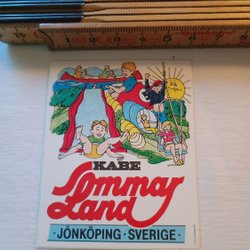 KABE
Sommar
Land
· JÖNKÖPING · SVERIGE ·